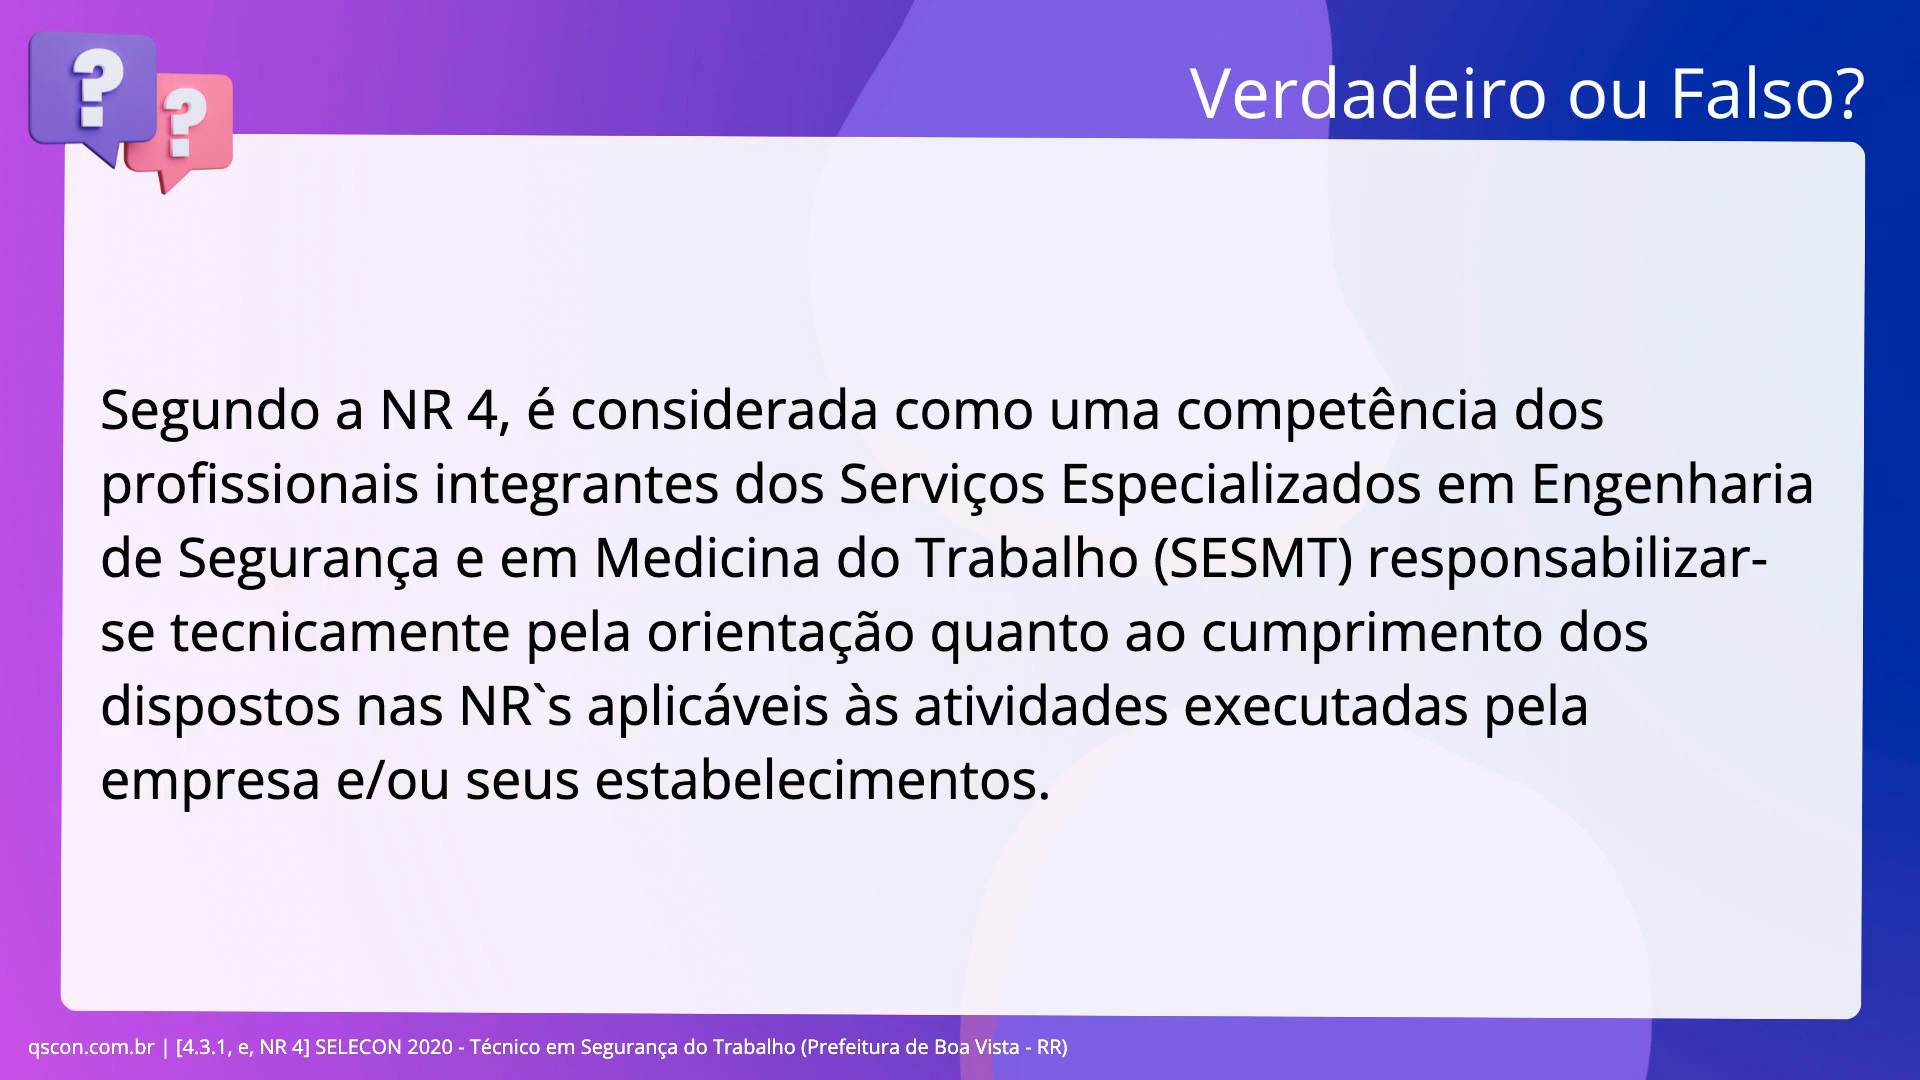 Verdadeiro ou Falso?
Segundo a NR 4, é considerada como uma competência dos
profissionais integrantes dos Serviços Especializados em Engenharia
de Segurança e em Medicina do Trabalho (SESMT) responsabilizar-
se tecnicamente pela orientação quanto ao cumprimento dos
dispostos nas NR`s aplicáveis às atividades executadas pela
empresa e/ou seus estabelecimentos.
qscon.com.br | [4.3.1, e, NR 4] SELECON 2020 - Técnico em Segurança do Trabalho (Prefeitura de Boa Vista - RR)